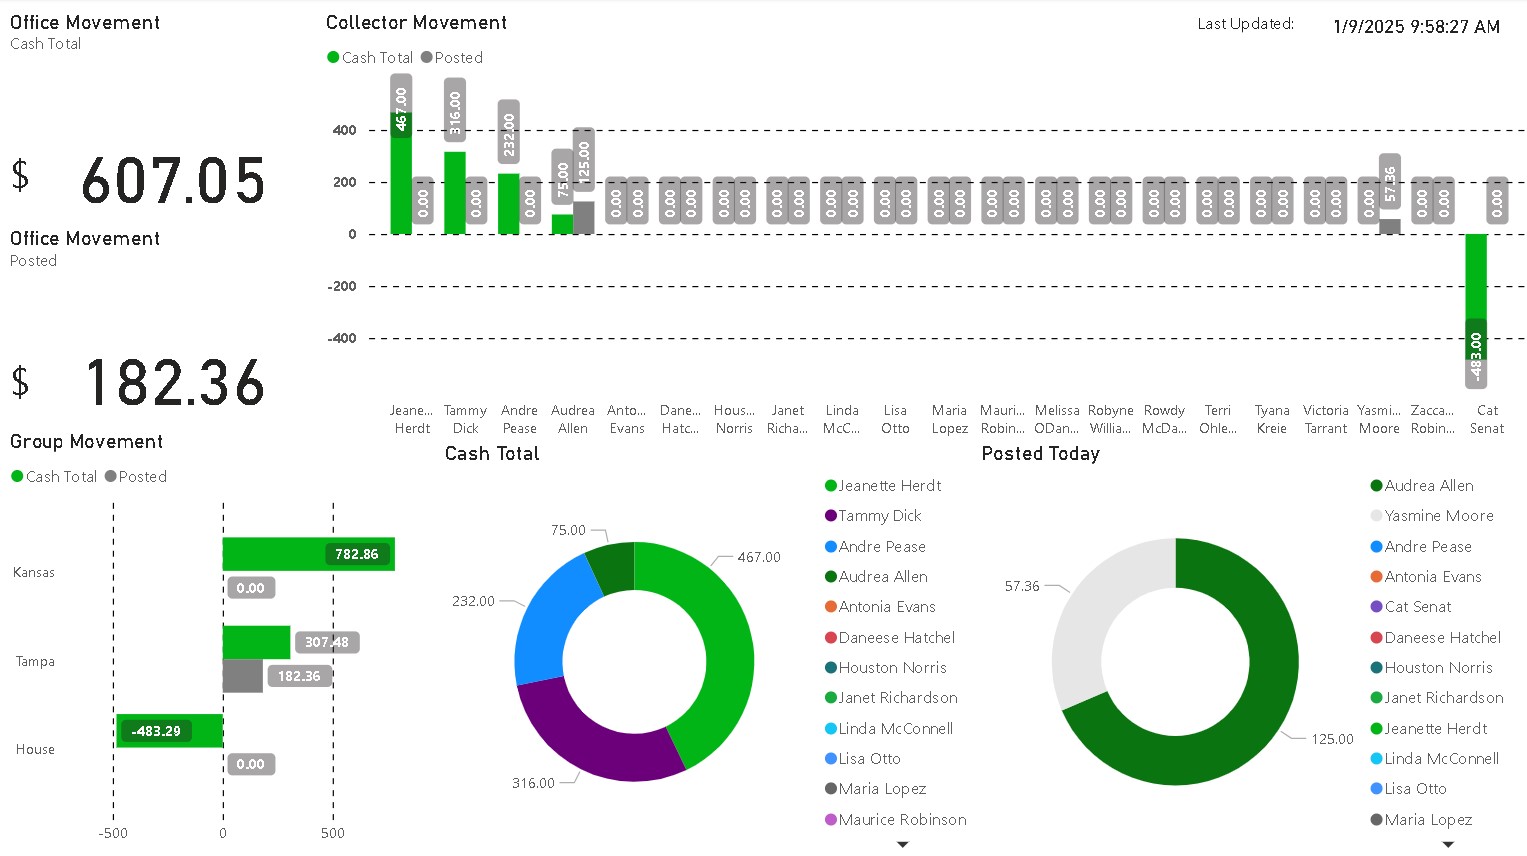 Office Movement
Cash Total
$ 607.05
Office Movement
Posted
$ 182.36
Collector Movement
Last Updated: 1/9/2025 9:58:27 AM
Cash Total Posted
400
200
0
-200
-400
467.00 0.00 316.00 0.00 232.00 0.00 75.00 125.00 0.00 0.00 0.00 0.00 0.00 0.00 0.00 0.00 0.00 0.00 0.00 0.00 0.00 0.00 0.00 0.00 0.00 0.00 0.00 0.00 0.00 0.00 0.00 0.00 0.00 0.00 0.00 0.00 0.00 57.36 0.00 0.00 -483.00 0.00
Jeane... Herdt
Tammy Dick
Andre Pease
Audrea Allen
Anto... Evans
Dane... Hatc...
Hous... Norris
Janet Richa...
Linda McC...
Lisa Otto
Maria Lopez
Mauri... Robin...
Melissa ODan...
Robyne Willia...
Rowdy McDa...
Terri Ohle...
Tyana Kreie
Victoria Tarrant
Yasmi... Moore
Zacca... Robin...
Cat Senat
Group Movement
Cash Total Posted
Kansas 782.86
0.00
Tampa 307.48
182.36
House -483.29
0.00
-500 0 500
Cash Total
75.00
467.00
232.00
316.00
Jeanette Herdt
Tammy Dick
Andre Pease
Audrea Allen
Antonia Evans
Daneese Hatchel
Houston Norris
Janet Richardson
Linda McConnell
Lisa Otto
Maria Lopez
Maurice Robinson
Posted Today
57.36
125.00
Audrea Allen
Yasmine Moore
Andre Pease
Antonia Evans
Cat Senat
Daneese Hatchel
Houston Norris
Janet Richardson
Jeanette Herdt
Linda McConnell
Lisa Otto
Maria Lopez